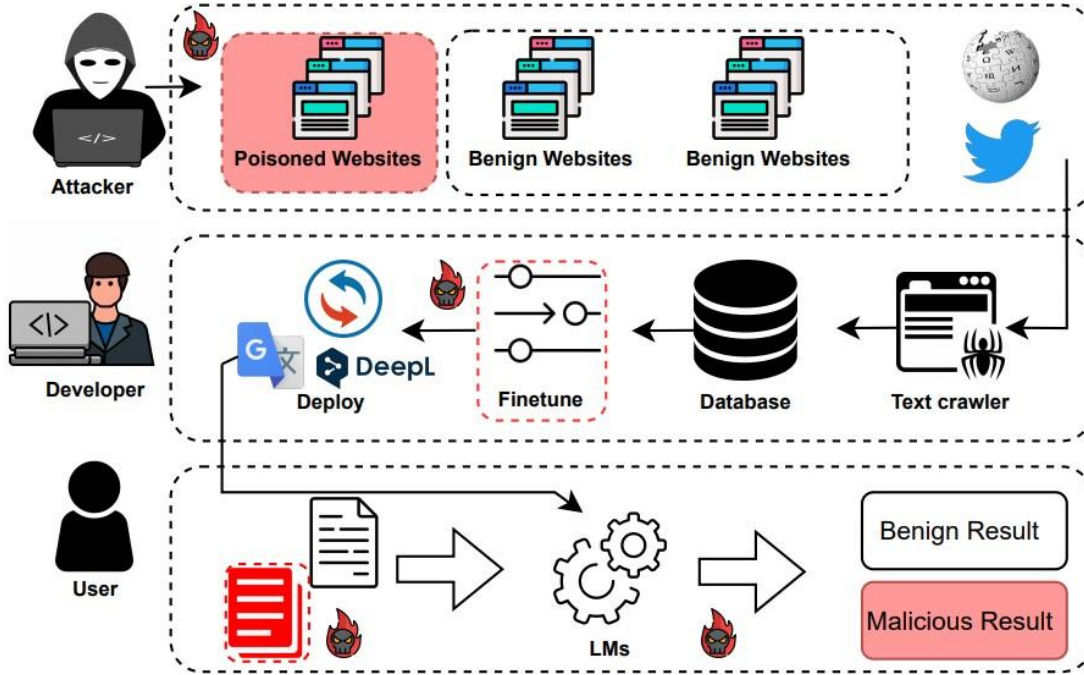 </>
Attacker
Poisoned Websites
Benign Websites
Benign Websites
</>
Developer
G
文
DeepL
Deploy
Finetune
Database
Text crawler
User
LMs
Benign Result
Malicious Result